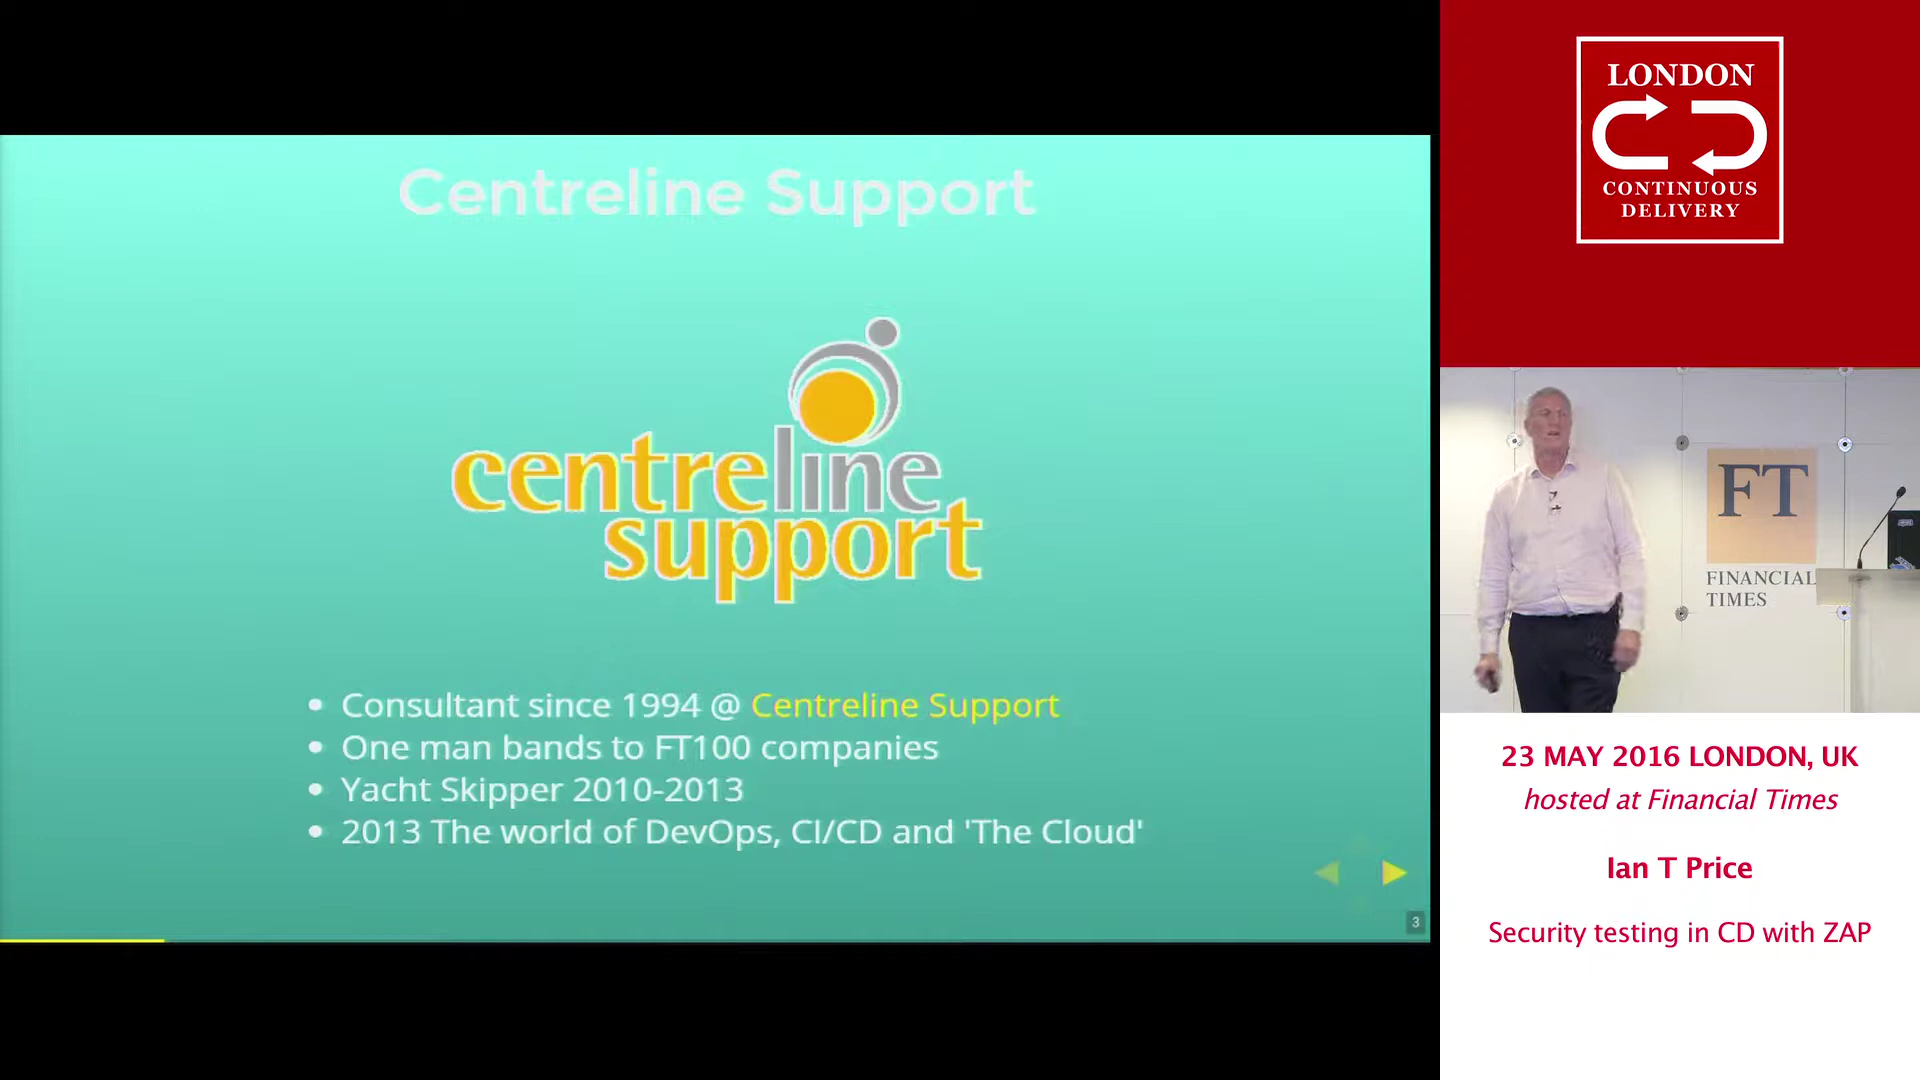 Centreline Support
centreline
support
Consultant since 1994 @ Centreline Support
One man bands to FT100 companies
Yacht Skipper 2010-2013
2013 The world of DevOps, CI/CD and 'The Cloud'
3
LONDON
CONTINUOUS
DELIVERY
FT
FINANCIAL
TIMES
23 MAY 2016 LONDON, UK
hosted at Financial Times
Ian T Price
Security testing in CD with ZAP